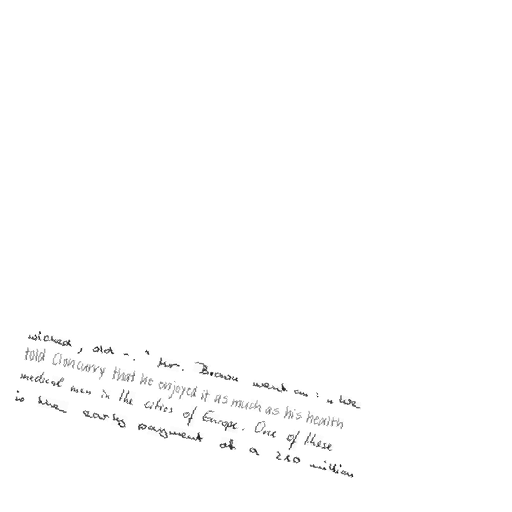 wicked, old -. " Mr. Brown went on : " We
told Cloncurry that he enjoyed it as much as his health
medical men in the cities of Europe. One of these
is the early payment of a 280 million